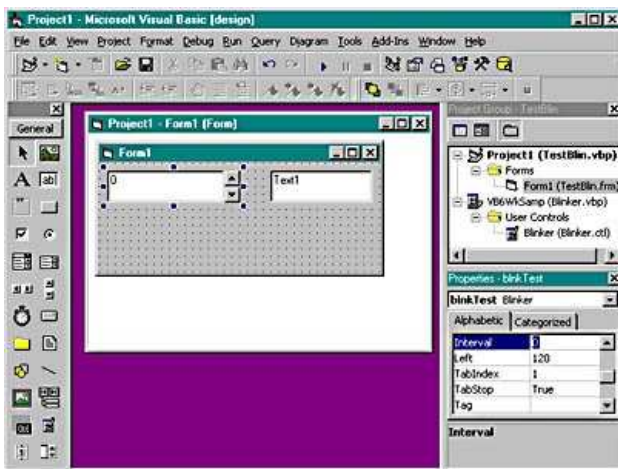 Project1 - Microsoft Visual Basic [design]
File Edit View Project Format Debug Run Query Diagram Tools Add-Ins Window Help
General
Project1 - Form1 (Form)
Form1
0
Text1
Project Group - TestBlin
Project1 (TestBlin.vbp)
Forms
Form1 (TestBlin.frm)
VB6WkSamp (Blinker.vbp)
User Controls
Blinker (Blinker.ctl)
Properties - blnkTest
blnkTest Blinker
Alphabetic Categorized
Interval 0
Left 120
TabIndex 1
TabStop True
Tag
Interval